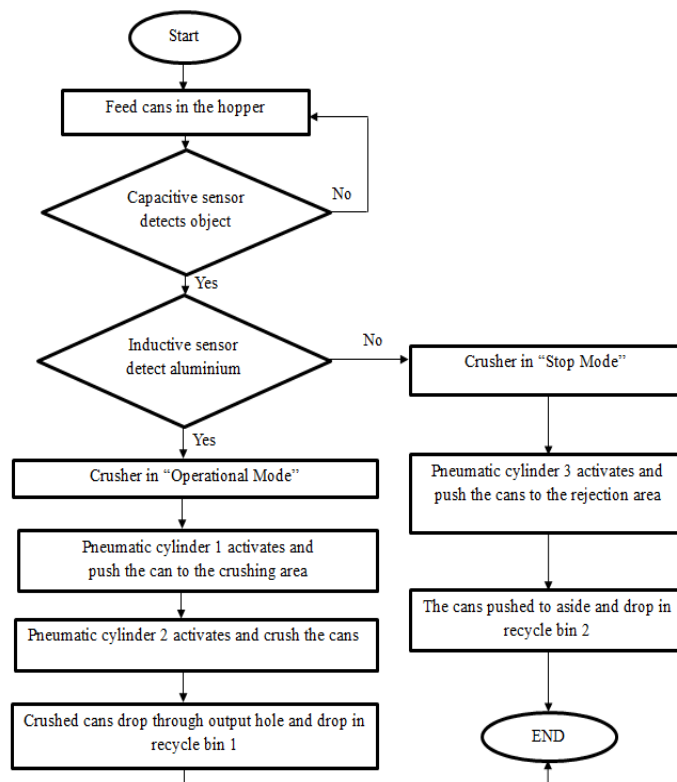 Start
Feed cans in the hopper
Capacitive sensor
detects object
No
Yes
Inductive sensor
detect aluminium
No
Crusher in “Stop Mode”
Yes
Crusher in “Operational Mode”
Pneumatic cylinder 3 activates and
push the cans to the rejection area
Pneumatic cylinder 1 activates and
push the can to the crushing area
Pneumatic cylinder 2 activates and crush the cans
The cans pushed to aside and drop in
recycle bin 2
Crushed cans drop through output hole and drop in
recycle bin 1
END